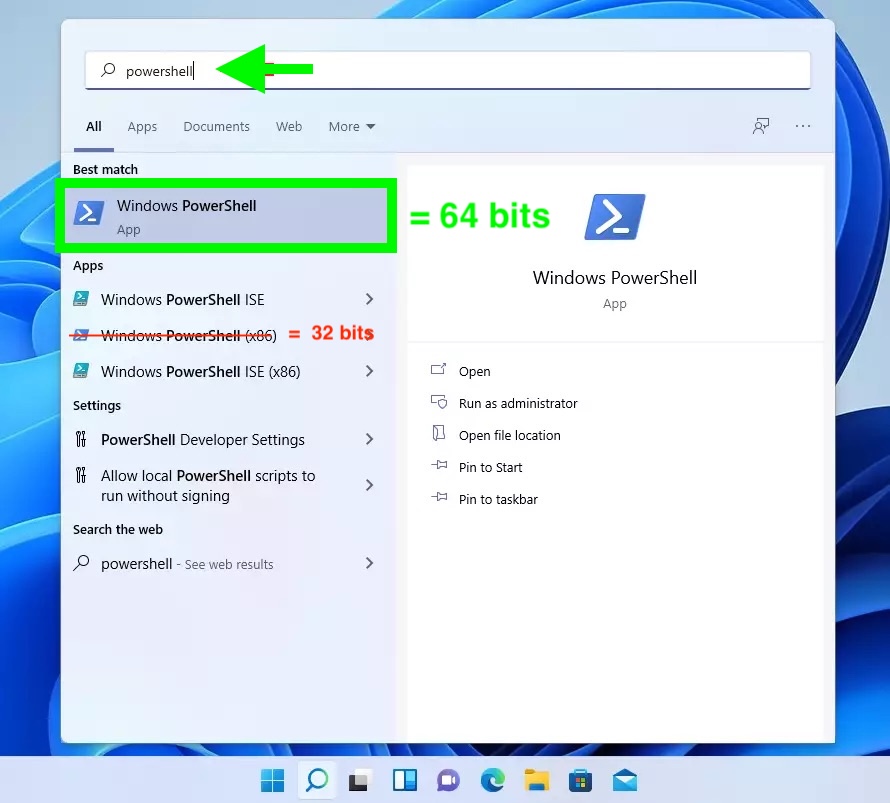 powershell
All Apps Documents Web More
Best match
Windows PowerShell
App
= 64 bits
Apps
Windows PowerShell ISE
Windows PowerShell (x86) = 32 bits
Windows PowerShell ISE (x86)
Settings
PowerShell Developer Settings
Allow local PowerShell scripts to
run without signing
Search the web
powershell - See web results
Windows PowerShell
App
Open
Run as administrator
Open file location
Pin to Start
Pin to taskbar